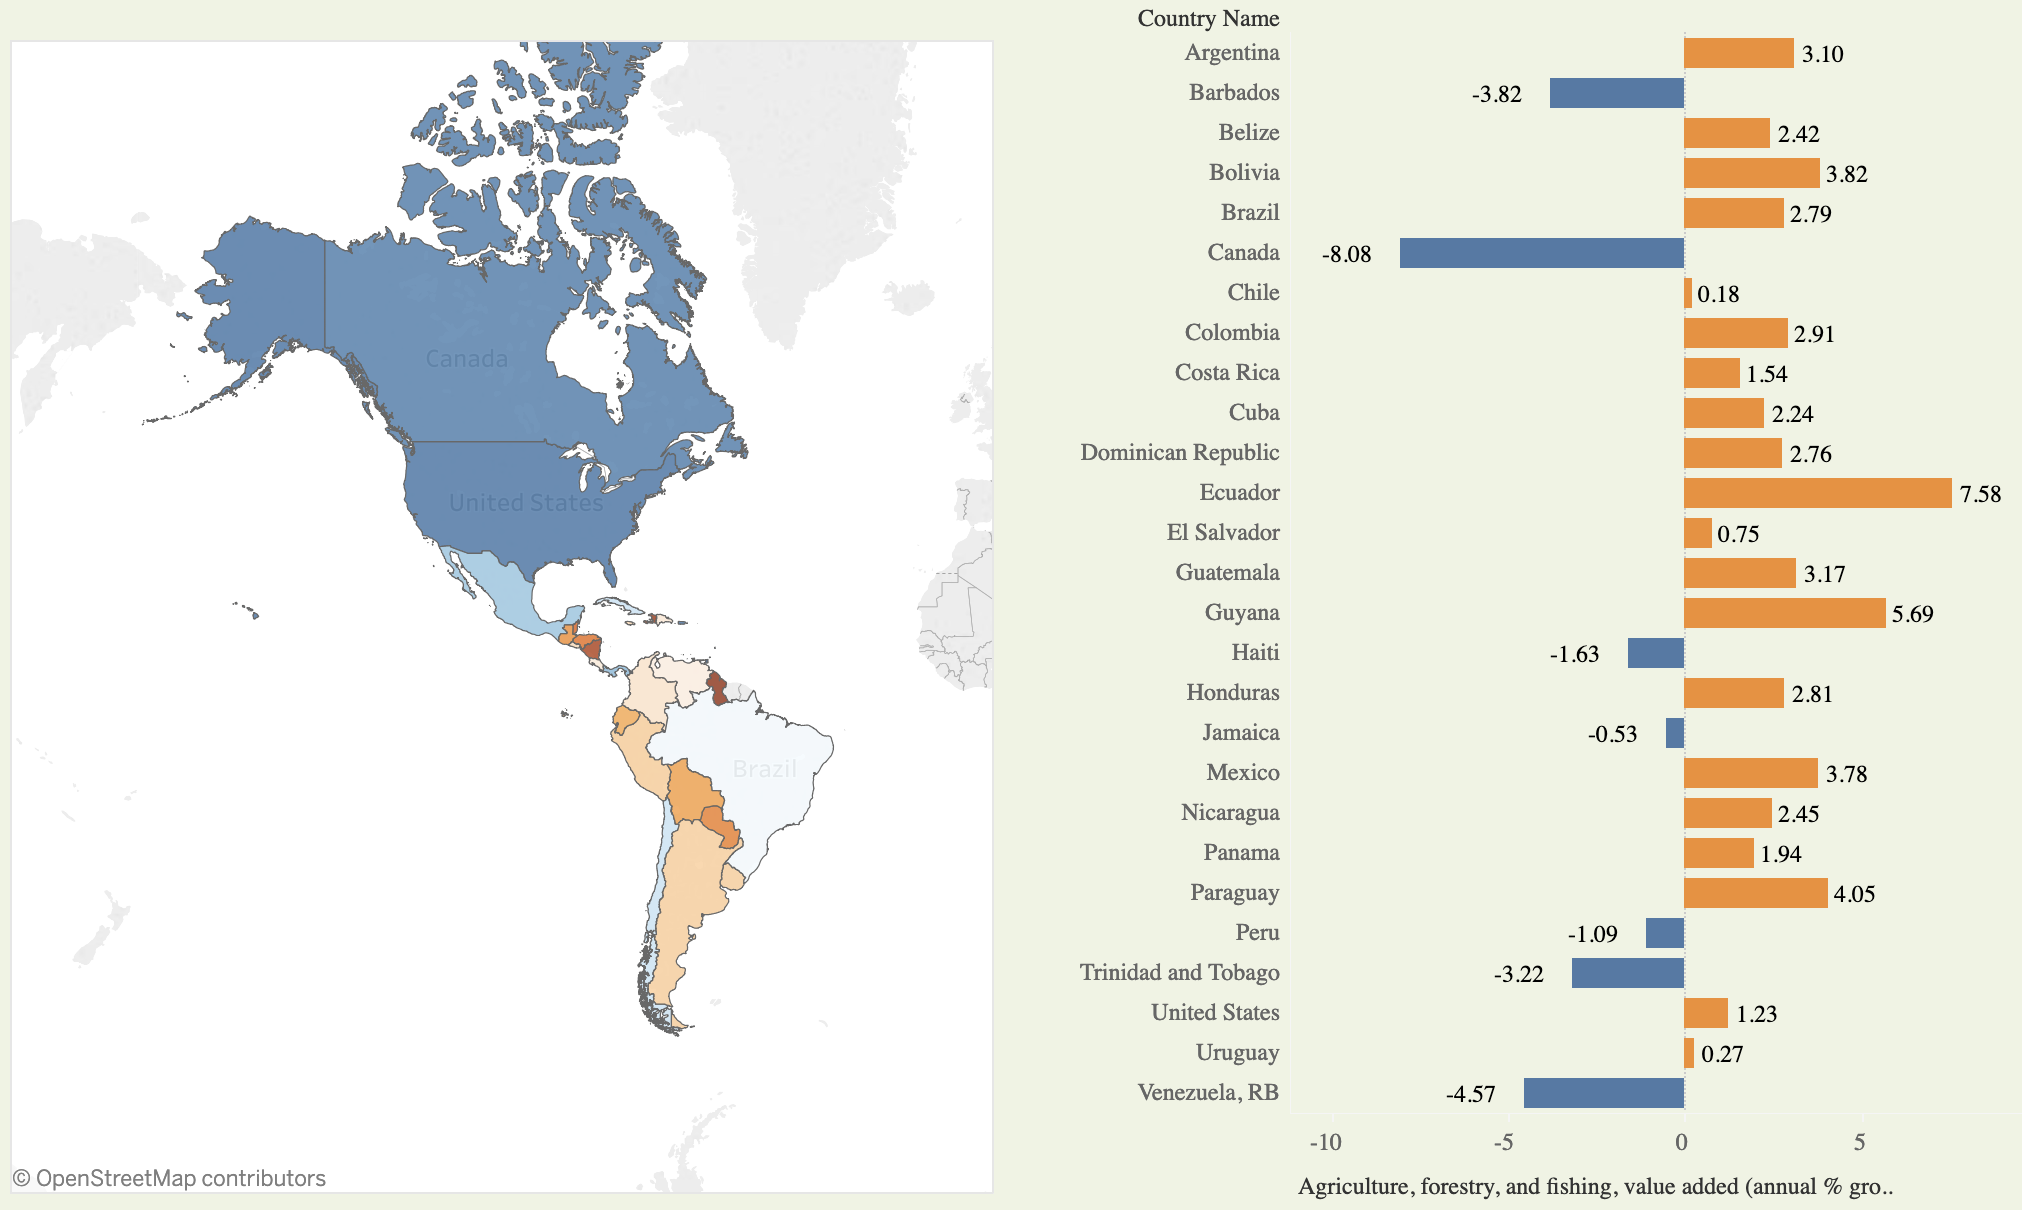 Canada
United States
Brazil
© OpenStreetMap contributors
Country Name
Argentina 3.10
Barbados -3.82
Belize 2.42
Bolivia 3.82
Brazil 2.79
Canada -8.08
Chile 0.18
Colombia 2.91
Costa Rica 1.54
Cuba 2.24
Dominican Republic 2.76
Ecuador 7.58
El Salvador 0.75
Guatemala 3.17
Guyana 5.69
Haiti -1.63
Honduras 2.81
Jamaica -0.53
Mexico 3.78
Nicaragua 2.45
Panama 1.94
Paraguay 4.05
Peru -1.09
Trinidad and Tobago -3.22
United States 1.23
Uruguay 0.27
Venezuela, RB -4.57
-10 -5 0 5
Agriculture, forestry, and fishing, value added (annual % gro..